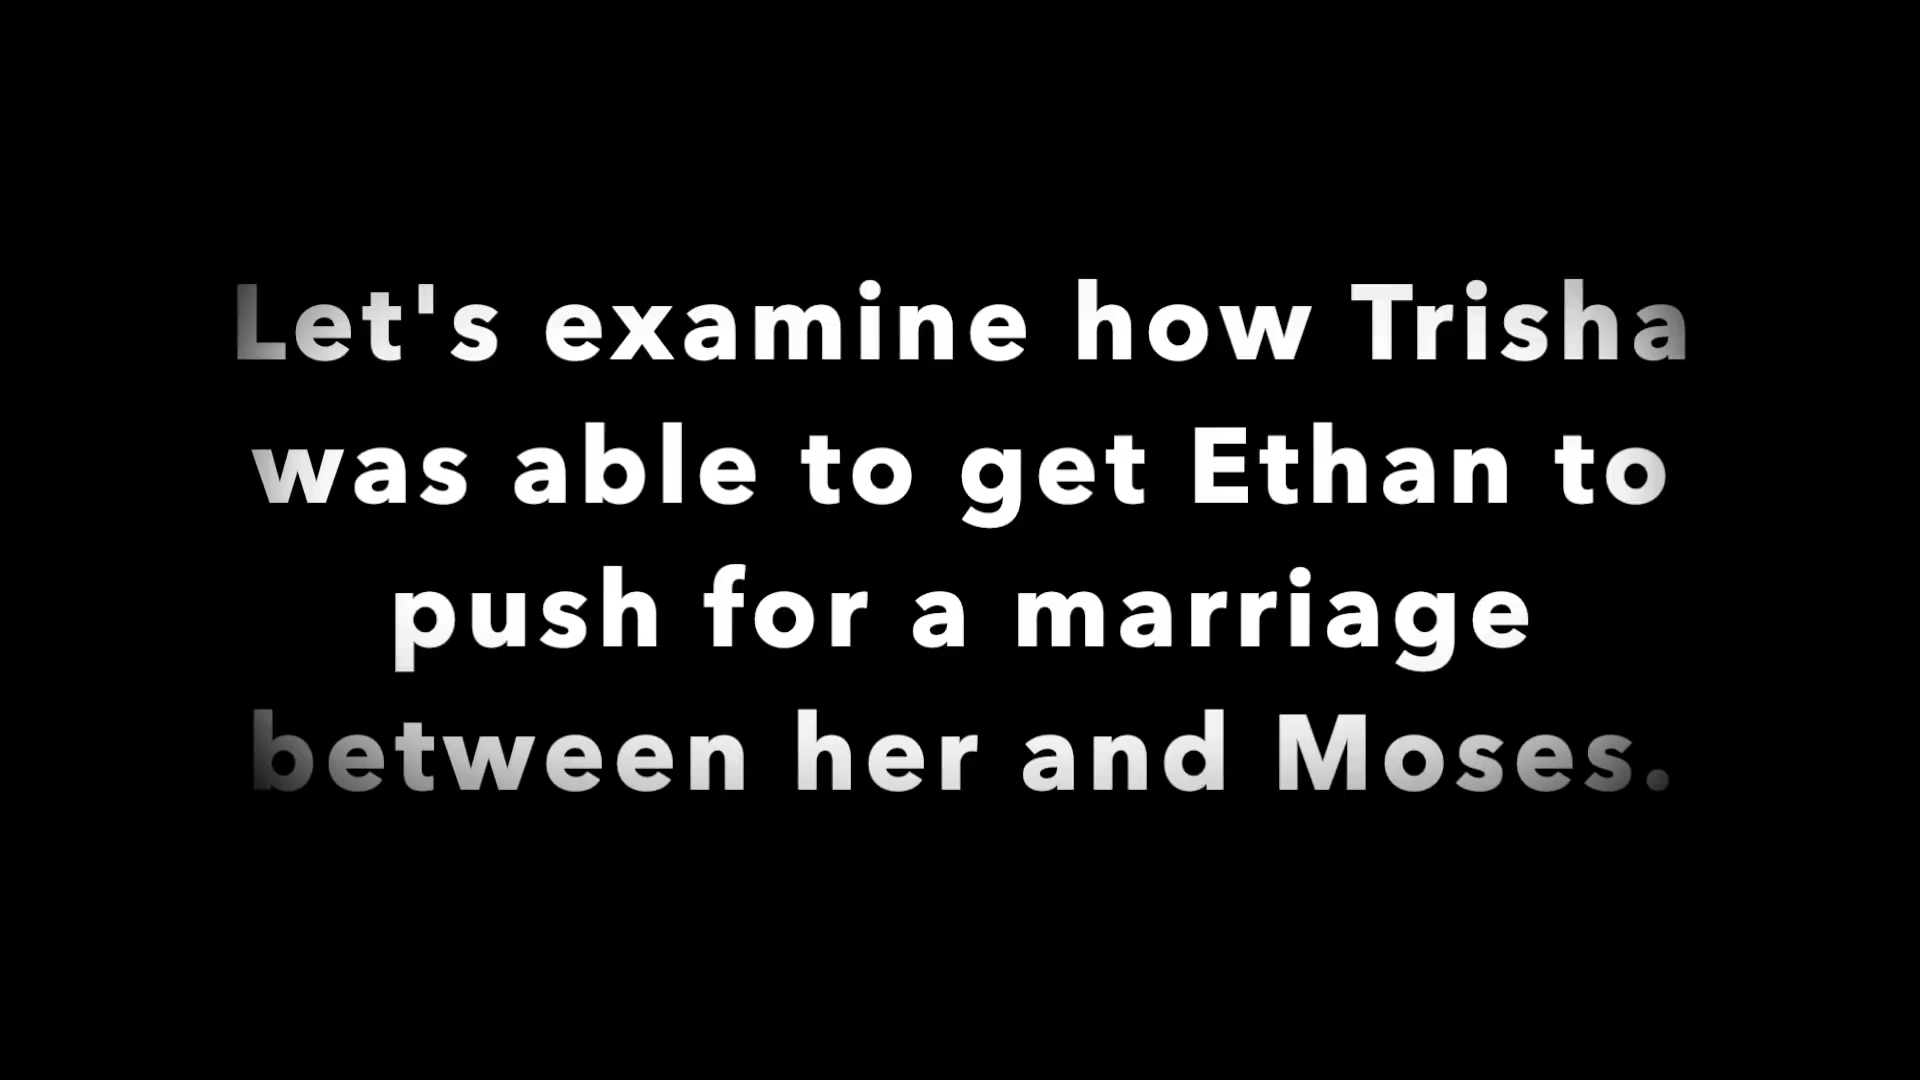 Let's examine how Trisha
was able to get Ethan to
push for a marriage
between her and Moses.